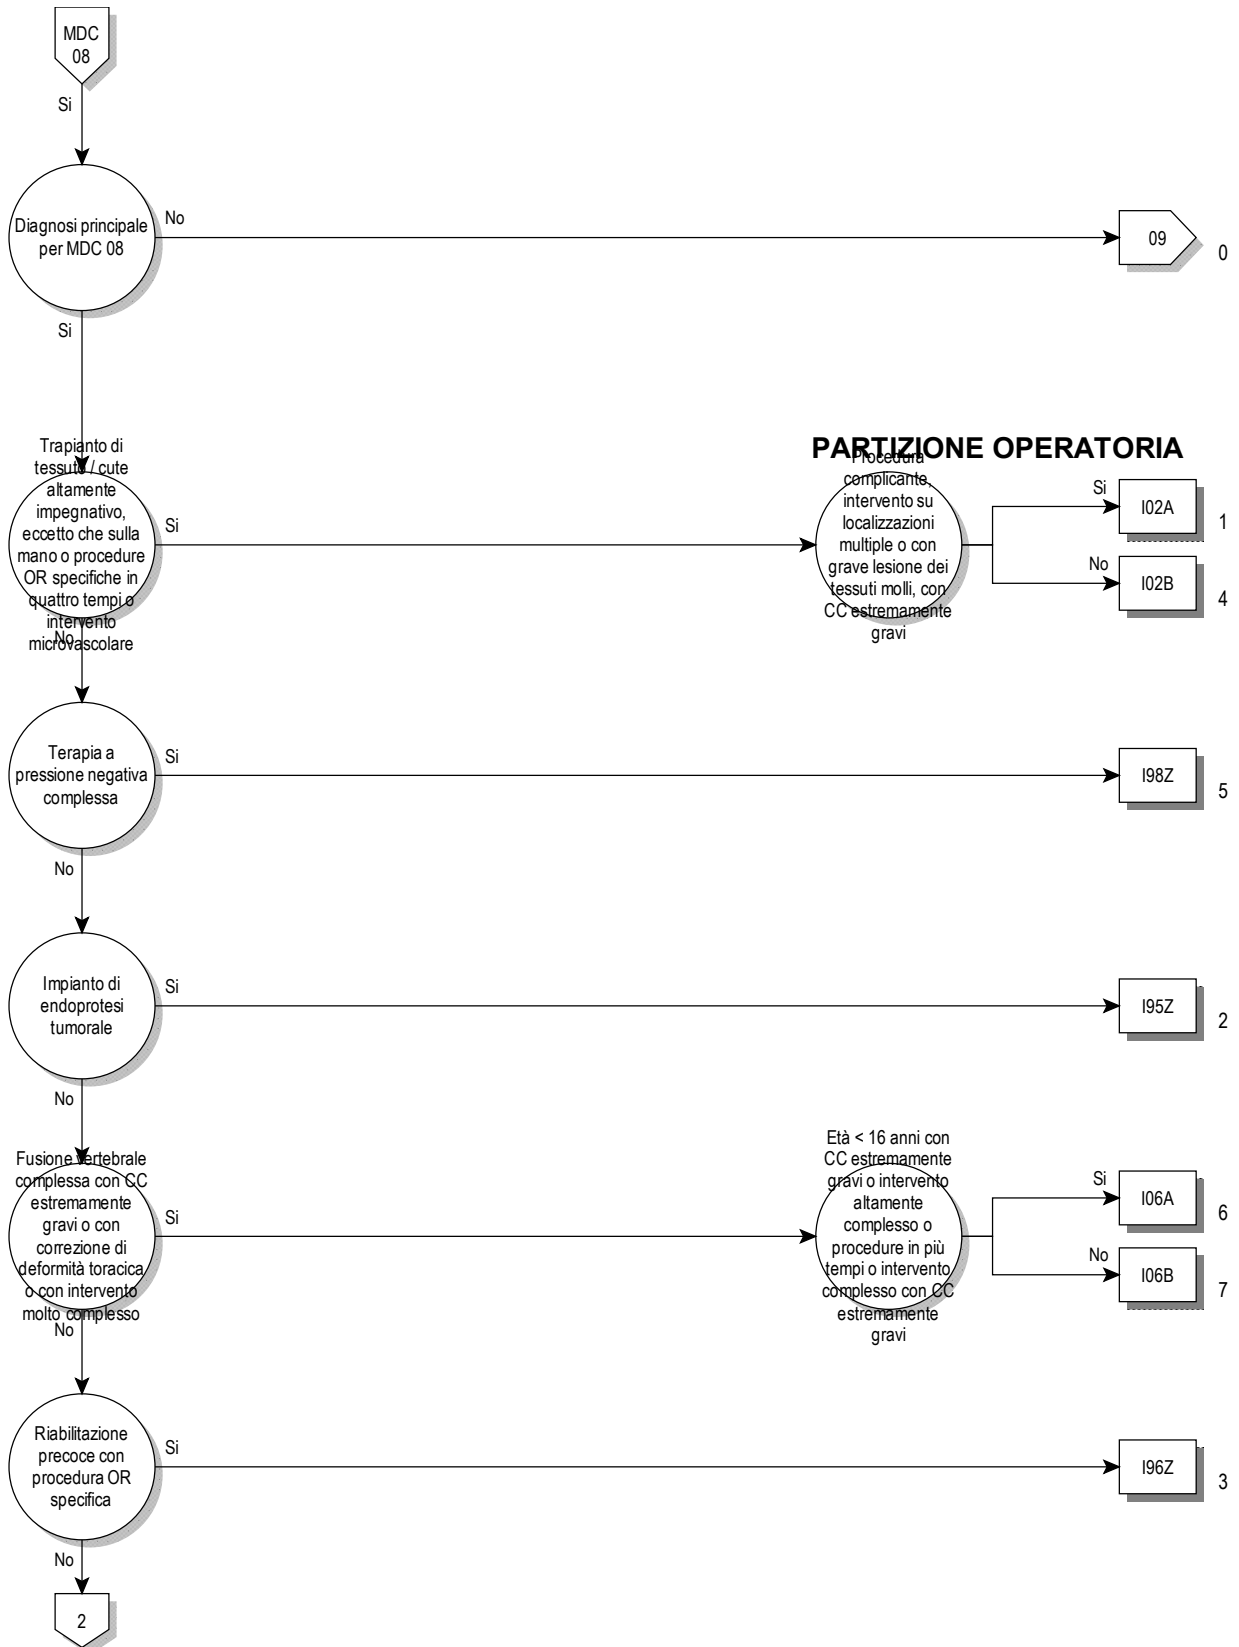 MDC
08
Si
Diagnosi principale
per MDC 08
No
09
0
Si
PARTIZIONE OPERATORIA
Trapianto di
tessuto / cute
altamente
impegnativo,
eccetto che sulla
mano o procedure
OR specifiche in
quattro tempi o
intervento
microvascolare
Si
Procedura
complicante,
intervento su
localizzazioni
multiple o con
grave lesione dei
tessuti molli, con
CC estremamente
gravi
Si
I02A
1
No
I02B
4
No
Terapia a
pressione negativa
complessa
Si
I98Z
5
No
Impianto di
endoprotesi
tumorale
Si
I95Z
2
No
Fusione vertebrale
complessa con CC
estremamente
gravi o con
correzione di
deformità toracica
o con intervento
molto complesso
Si
Età < 16 anni con
CC estremamente
gravi o intervento
altamente
complesso o
procedure in più
tempi o intervento
complesso con CC
estremamente
gravi
Si
I06A
6
No
I06B
7
No
Riabilitazione
precoce con
procedura OR
specifica
Si
I96Z
3
No
2